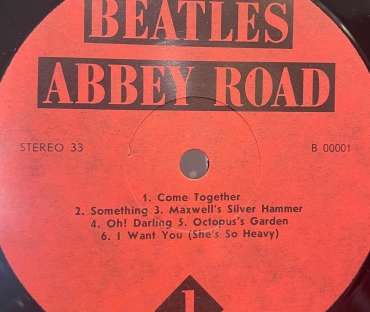 BEATLES
ABBEY ROAD
STEREO 33 B 00001
1. Come Together
2. Something 3. Maxwell's Silver Hammer
4. Oh! Darling 5. Octopus's Garden
6. I Want You (She's So Heavy)
1